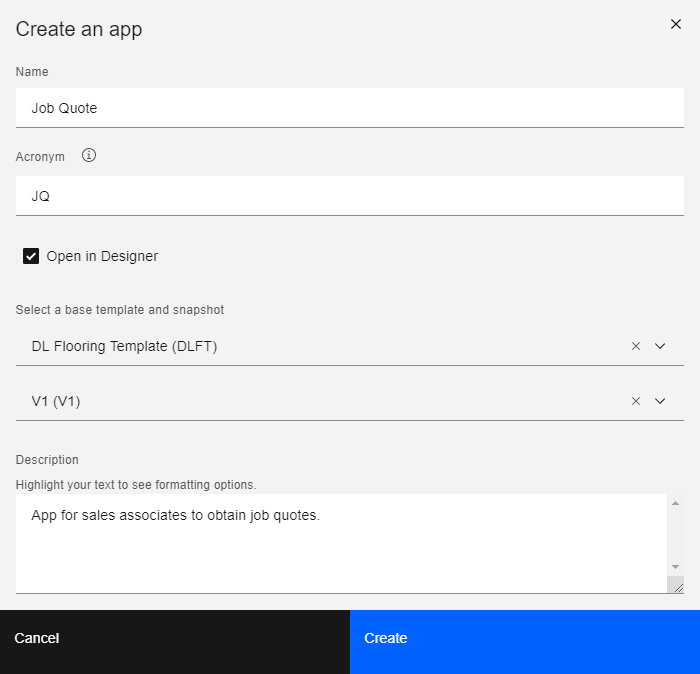 Create an app
Name
Job Quote
Acronym
JQ
Open in Designer
Select a base template and snapshot
DL Flooring Template (DLFT)
V1 (V1)
Description
Highlight your text to see formatting options.
App for sales associates to obtain job quotes.
Cancel
Create